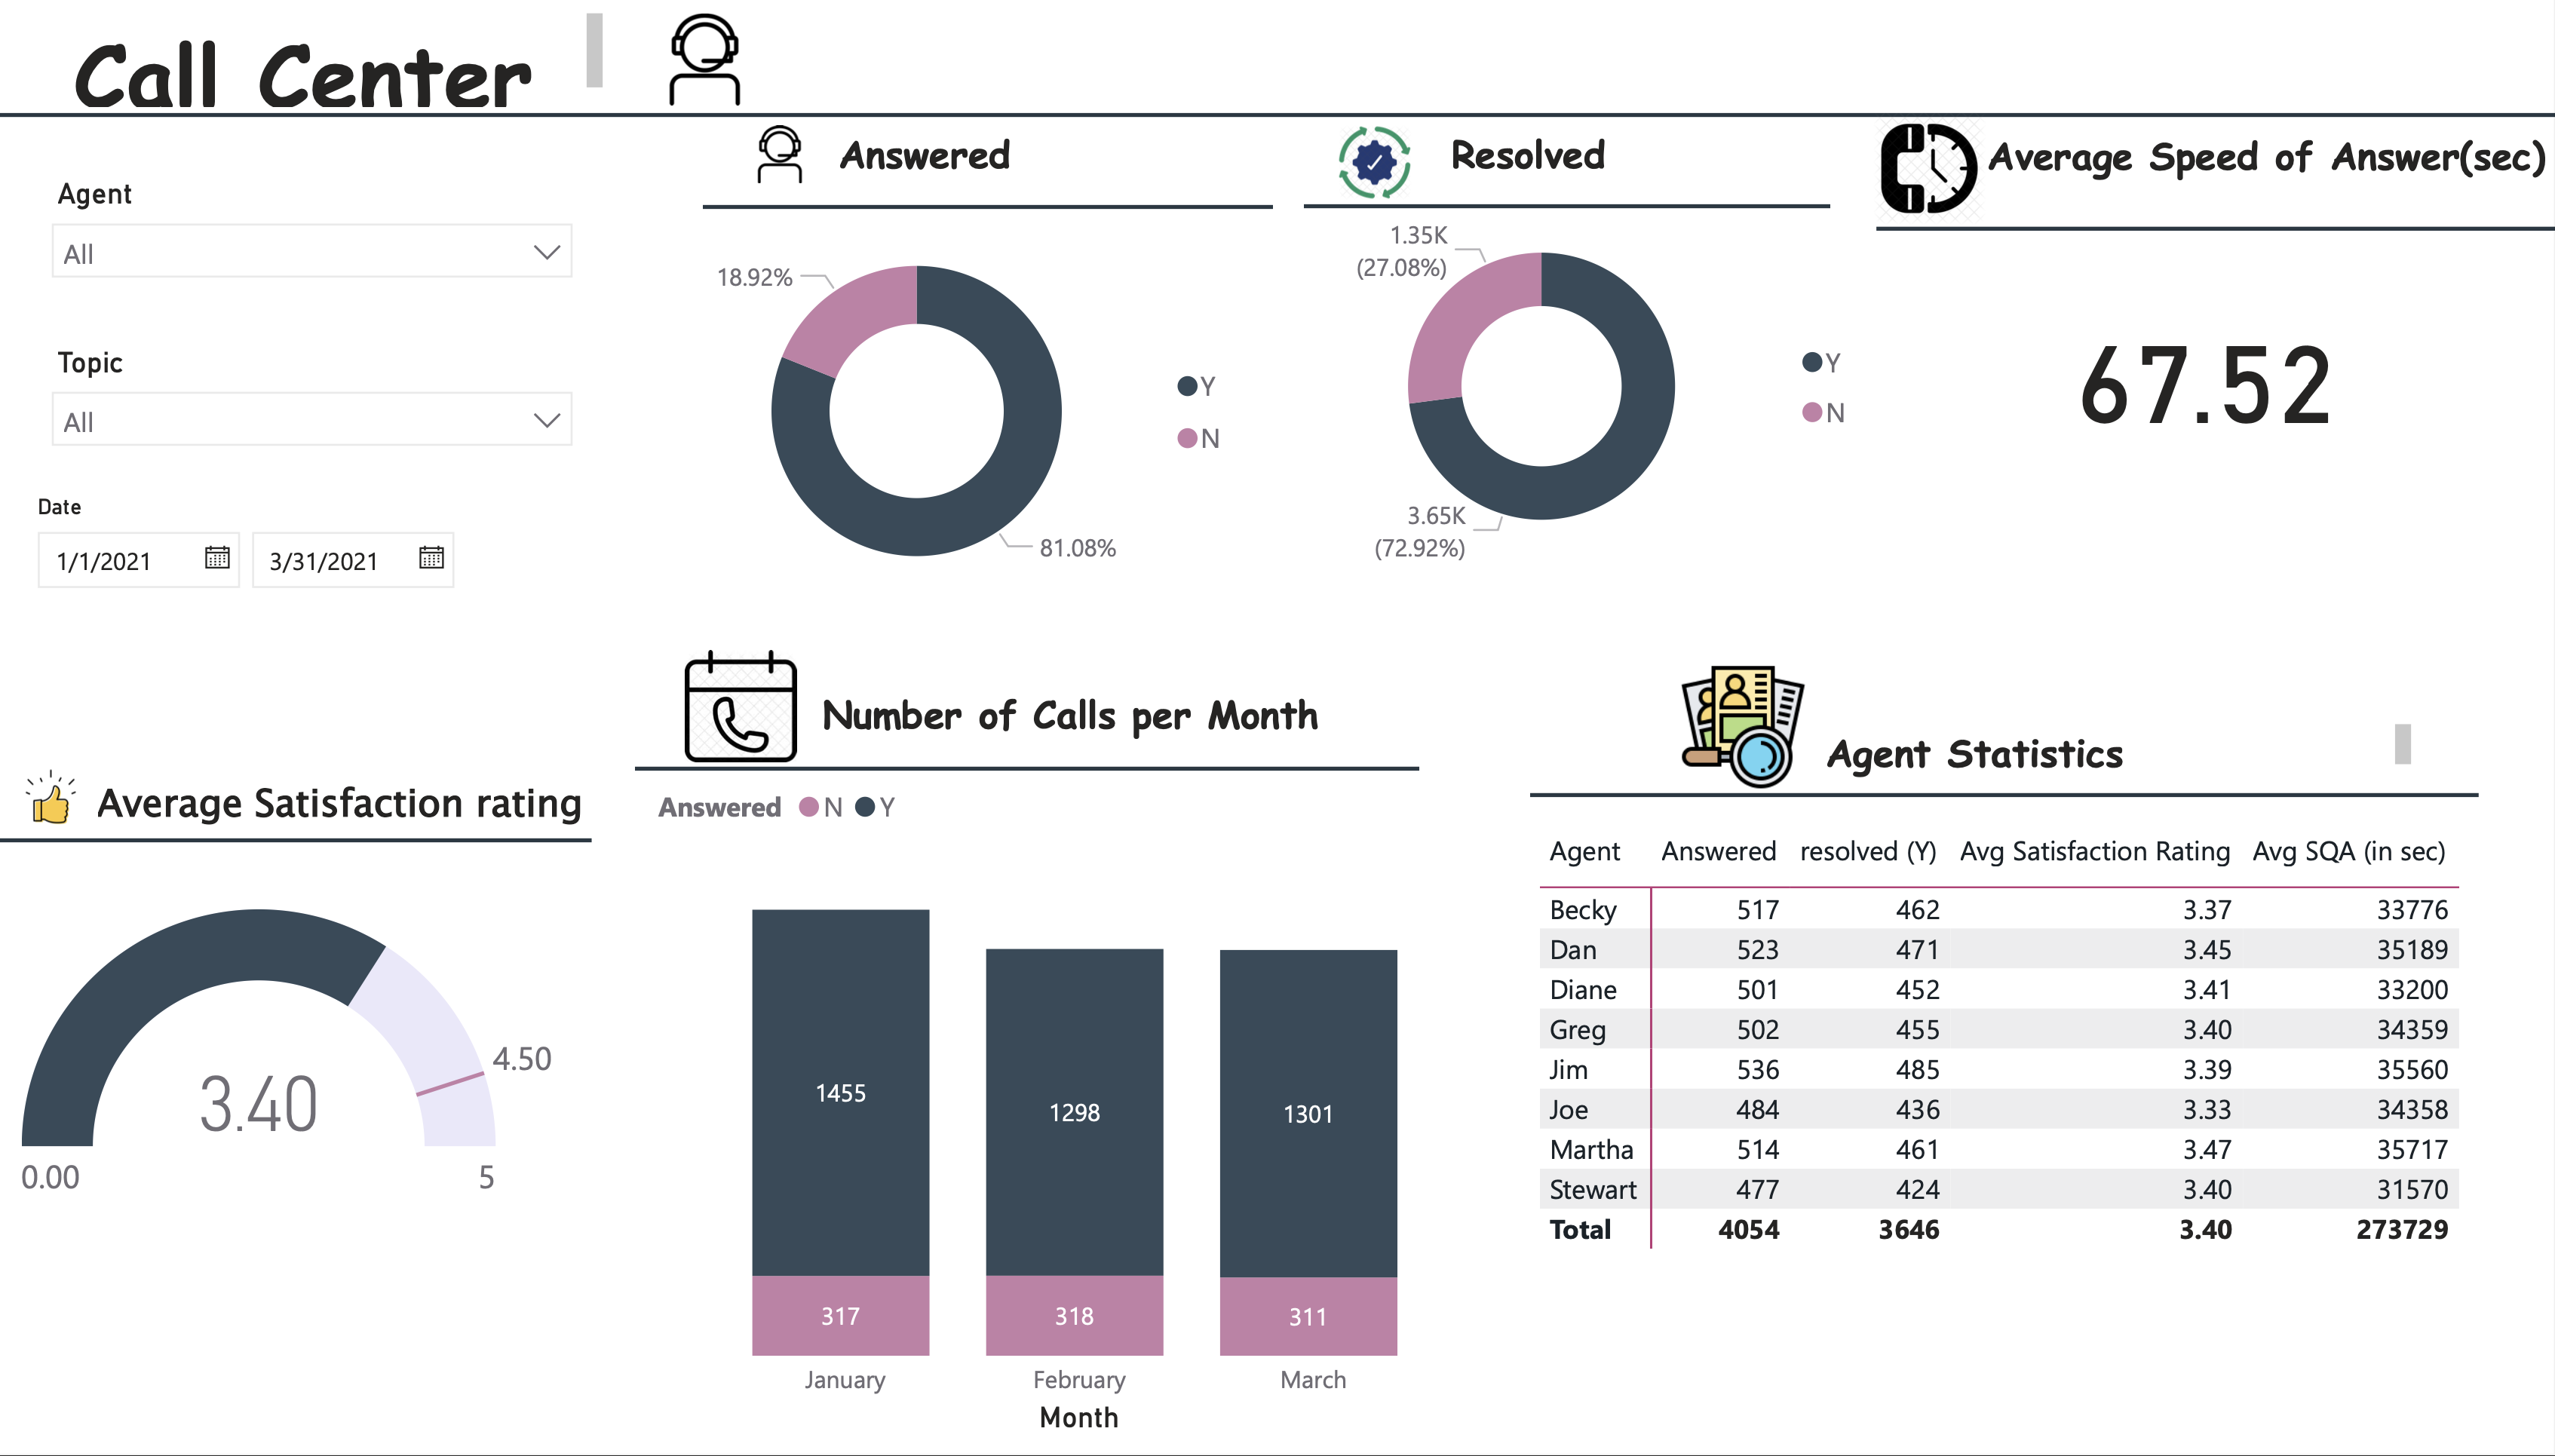 Call Center
Agent
All
Topic
All
Date
1/1/2021 3/31/2021
Answered
18.92%
81.08%
Y
N
Resolved
1.35K
(27.08%)
3.65K
(72.92%)
Y
N
Average Speed of Answer(sec)
67.52
Average Satisfaction rating
3.40
4.50
0.00 5
Number of Calls per Month
Answered N Y
1455 1298 1301
317 318 311
January February March
Month
Agent Statistics
Agent Answered resolved (Y) Avg Satisfaction Rating Avg SQA (in sec)
Becky 517 462 3.37 33776
Dan 523 471 3.45 35189
Diane 501 452 3.41 33200
Greg 502 455 3.40 34359
Jim 536 485 3.39 35560
Joe 484 436 3.33 34358
Martha 514 461 3.47 35717
Stewart 477 424 3.40 31570
Total 4054 3646 3.40 273729